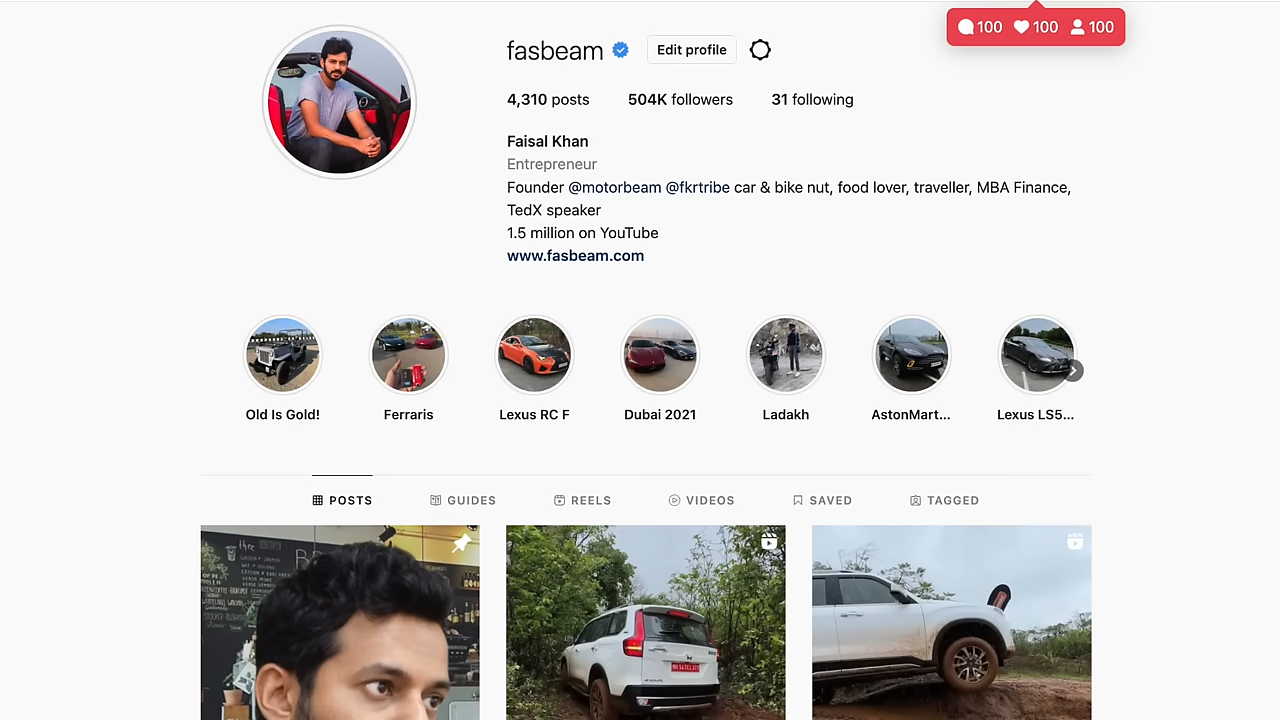 100 100 100
fasbeam Edit profile
4,310 posts 504K followers 31 following
Faisal Khan
Entrepreneur
Founder @motorbeam @fkrtribe car & bike nut, food lover, traveller, MBA Finance,
TedX speaker
1.5 million on YouTube
www.fasbeam.com
Old Is Gold! Ferraris Lexus RC F Dubai 2021 Ladakh AstonMart... Lexus LS5...
POSTS GUIDES REELS VIDEOS SAVED TAGGED
three